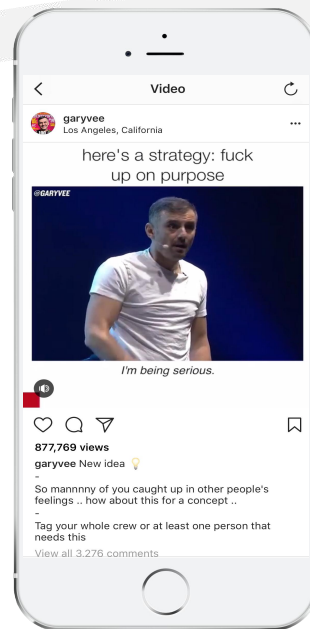 Video
garyvee
Los Angeles, California
here's a strategy: fuck
up on purpose
@GARYVEE
I'm being serious.
877,769 views
garyvee New idea 💡
-
So mannnny of you caught up in other people's
feelings .. how about this for a concept ..
-
Tag your whole crew or at least one person that
needs this
View all 3,276 comments